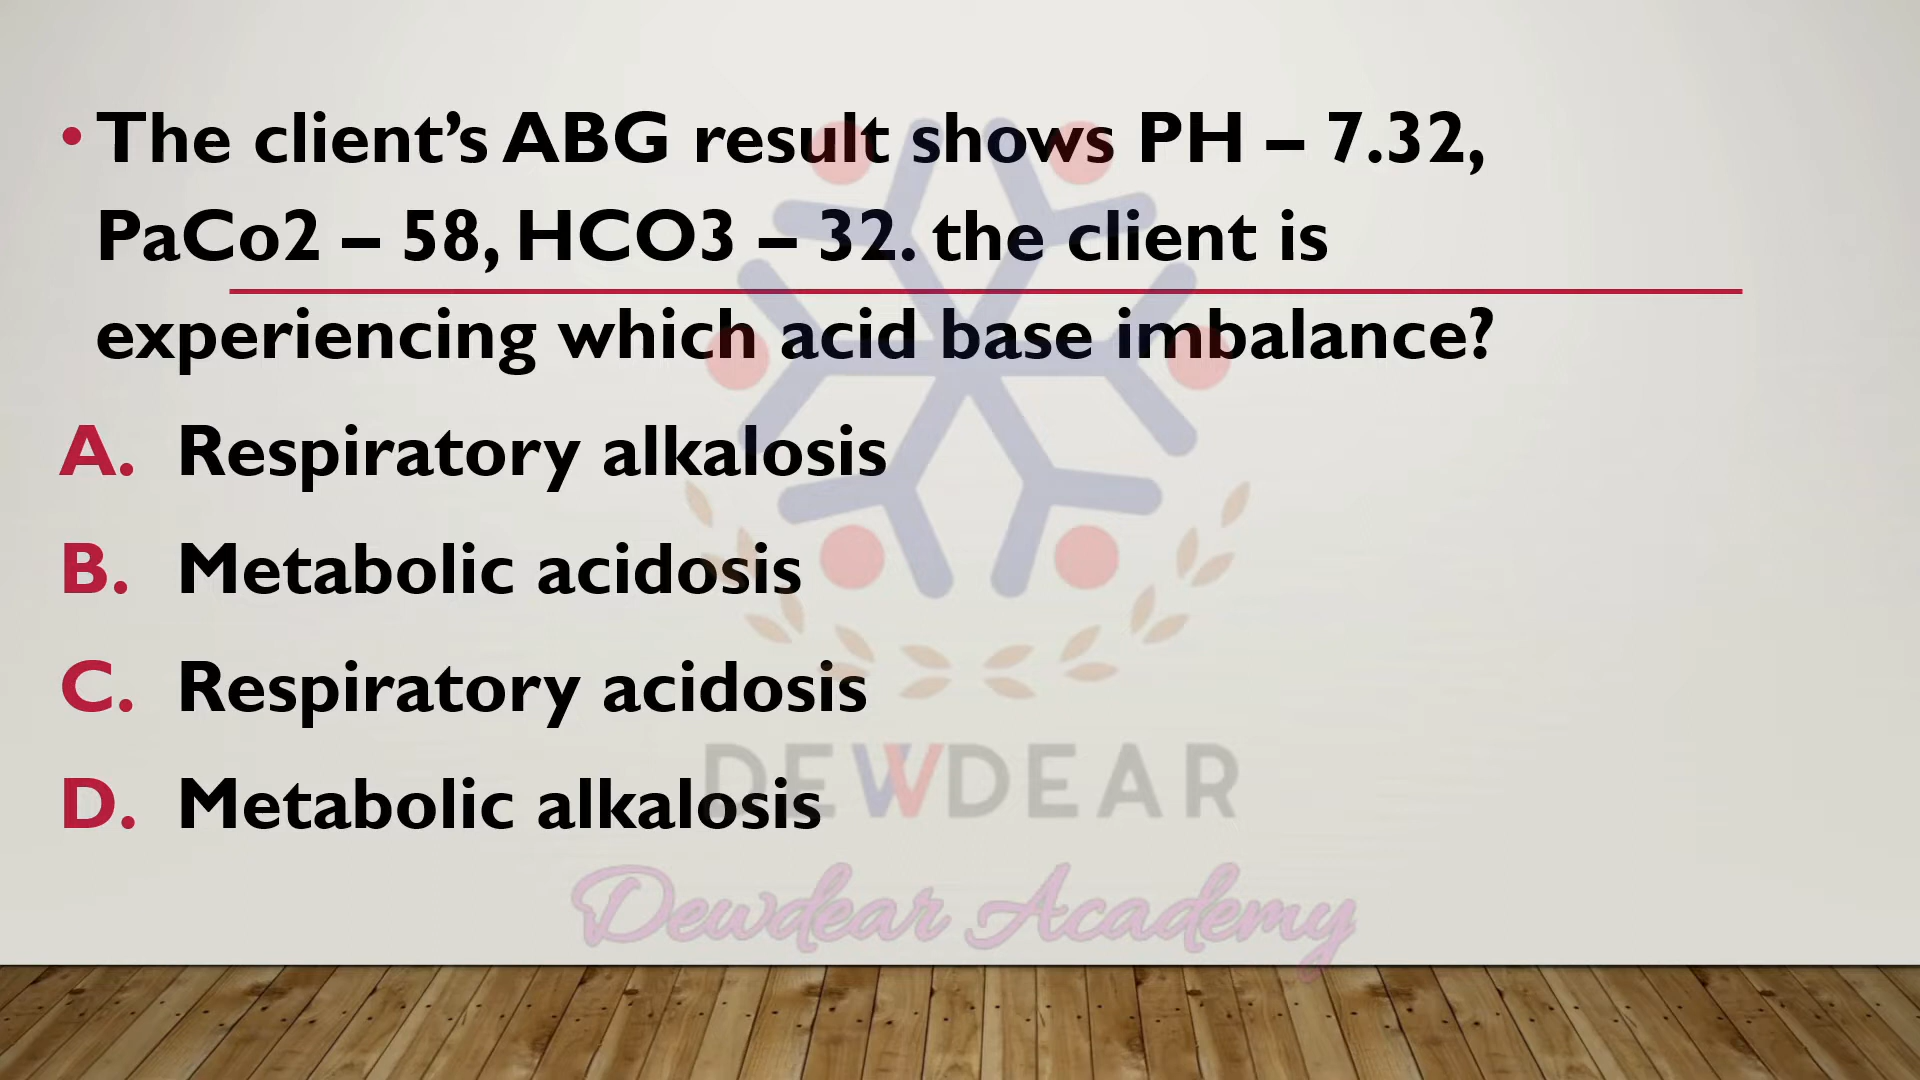 • The client’s ABG result shows PH – 7.32,
PaCo2 – 58, HCO3 – 32. the client is
experiencing which acid base imbalance?
A. Respiratory alkalosis
B. Metabolic acidosis
C. Respiratory acidosis
D. Metabolic alkalosis
DEWDEAR
Dewdear Academy